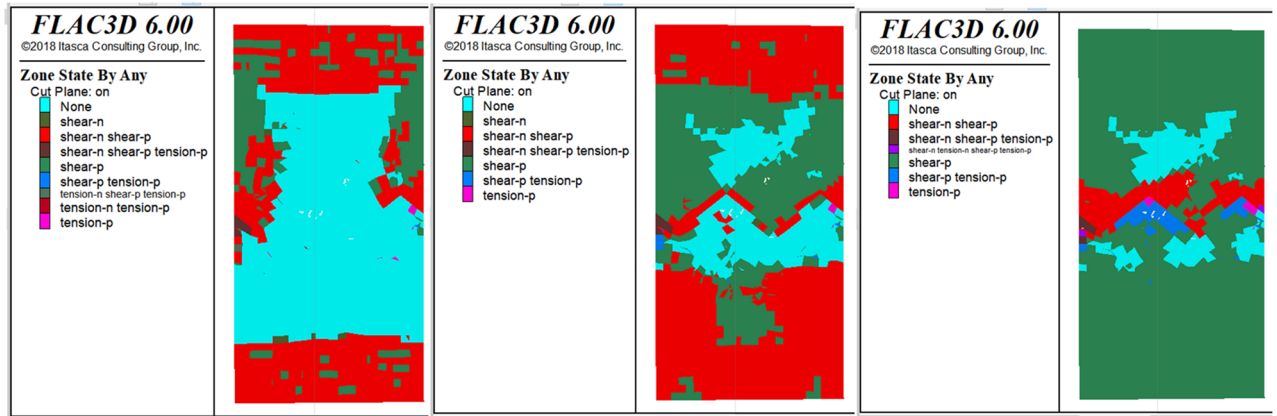 FLAC3D 6.00
©2018 Itasca Consulting Group, Inc.
Zone State By Any
Cut Plane: on
None
shear-n
shear-n shear-p
shear-n shear-p tension-p
shear-p
shear-p tension-p
tension-n shear-p tension-p
tension-n tension-p
tension-p
FLAC3D 6.00
©2018 Itasca Consulting Group, Inc.
Zone State By Any
Cut Plane: on
None
shear-n
shear-n shear-p
shear-n shear-p tension-p
shear-p
shear-p tension-p
tension-p
FLAC3D 6.00
©2018 Itasca Consulting Group, Inc.
Zone State By Any
Cut Plane: on
None
shear-n shear-p
shear-n shear-p tension-p
shear-n tension-n shear-p tension-p
shear-p
shear-p tension-p
tension-p